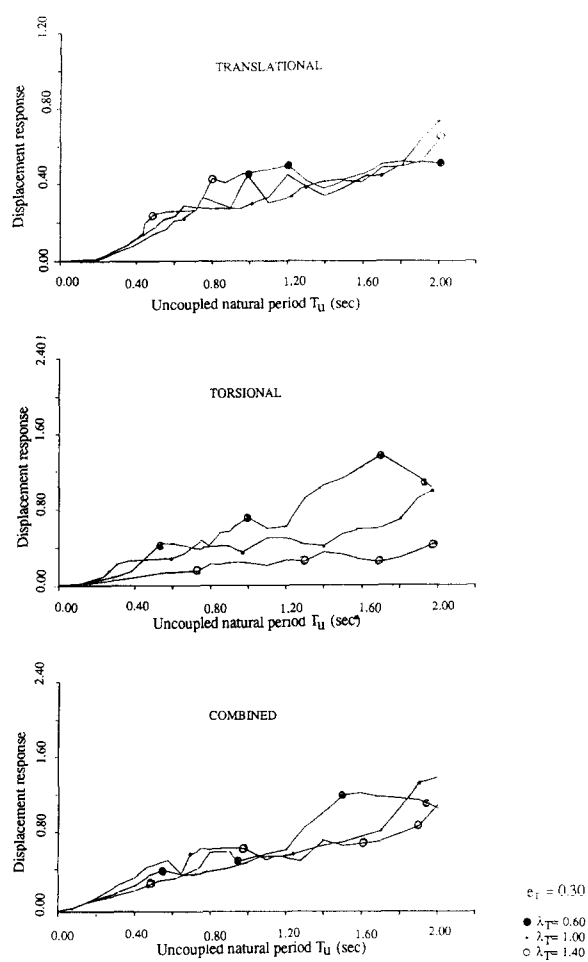 1.20
TRANSLATIONAL
0.80
0.40
0.00
Displacement response
0.00 0.40 0.80 1.20 1.60 2.00
Uncoupled natural period Tu (sec)
2.40
TORSIONAL
1.60
0.80
0.00
Displacement response
0.00 0.40 0.80 1.20 1.60 2.00
Uncoupled natural period Tu (sec)
2.40
COMBINED
1.60
0.80
0.00
Displacement response
0.00 0.40 0.80 1.20 1.60 2.00
Uncoupled natural period Tu (sec)
= 0.30
λT= 0.60
λT= 1.00
λT= 1.40